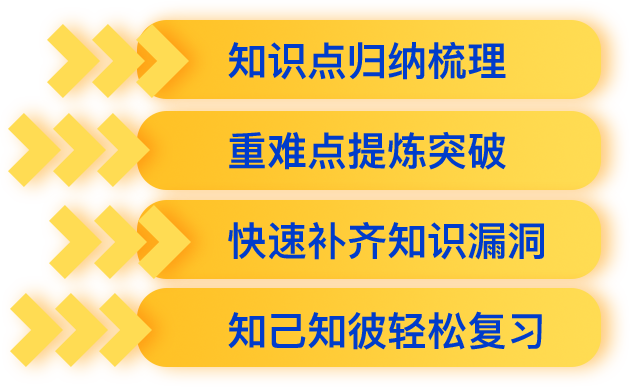 知识点归纳梳理
重难点提炼突破
快速补齐知识漏洞
知己知彼轻松复习